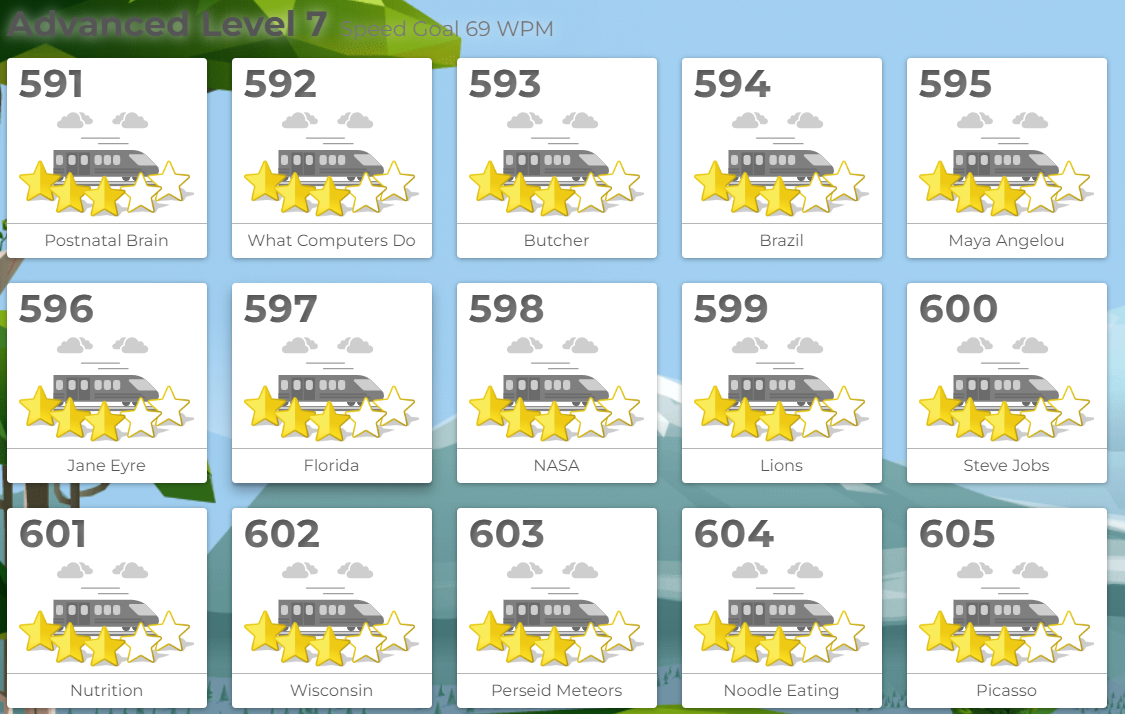 Advanced Level 7 Speed Goal 69 WPM
591 592 593 594 595
Postnatal Brain What Computers Do Butcher Brazil Maya Angelou
596 597 598 599 600
Jane Eyre Florida NASA Lions Steve Jobs
601 602 603 604 605
Nutrition Wisconsin Perseid Meteors Noodle Eating Picasso